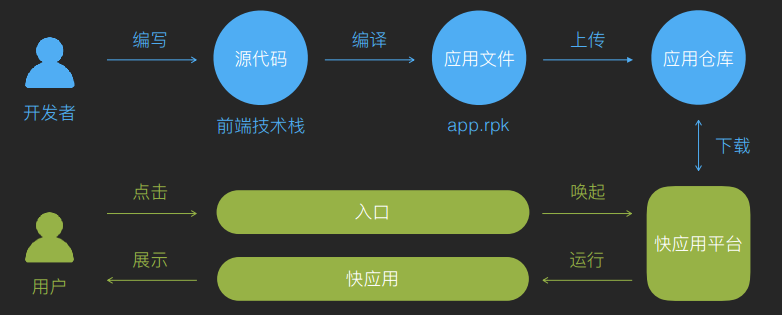 编写
编译
上传
源代码
应用文件
应用仓库
开发者
前端技术栈
app.rpk
下载
点击
入口
唤起
快应用平台
展示
快应用
运行
用户